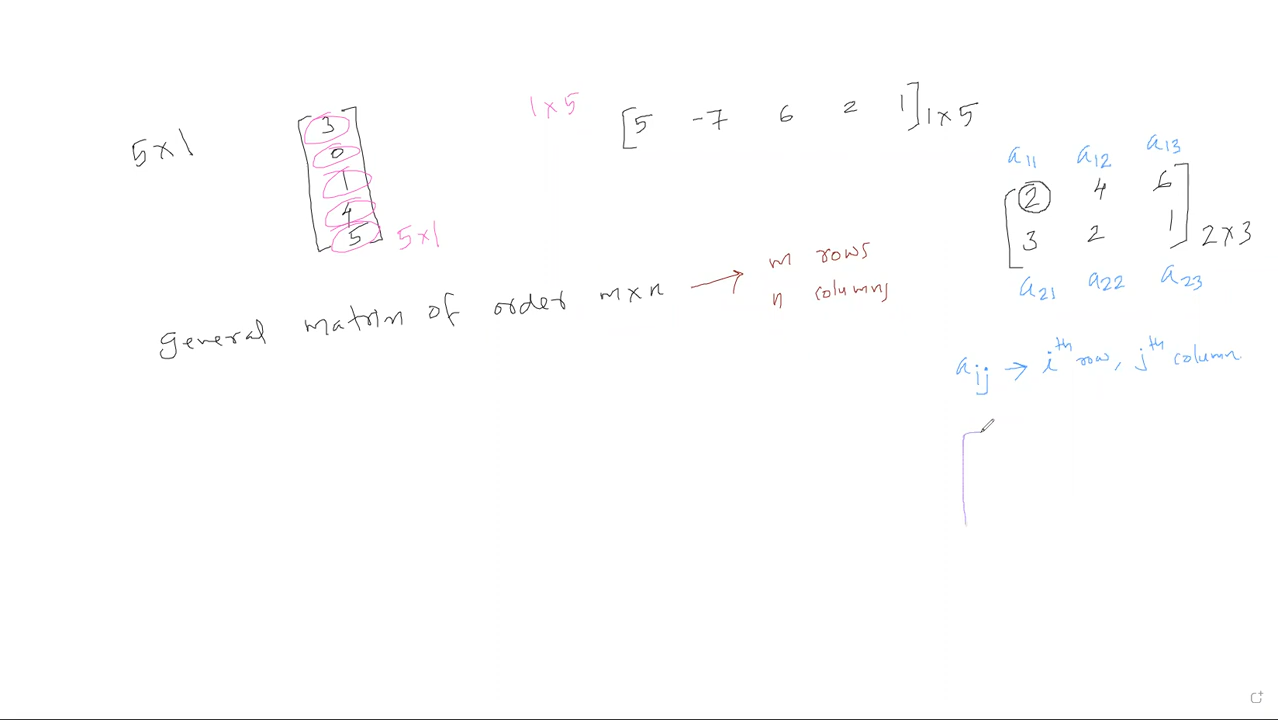 5×1
[3
0
1
4
5] 5×1
1×5
[5 -7 6 2 1] 1×5
a11 a12 a13
[2 4 6
3 2 1] 2×3
a21 a22 a23
general matrix of order m×n → m rows
n columns
aij → ith row, jth column